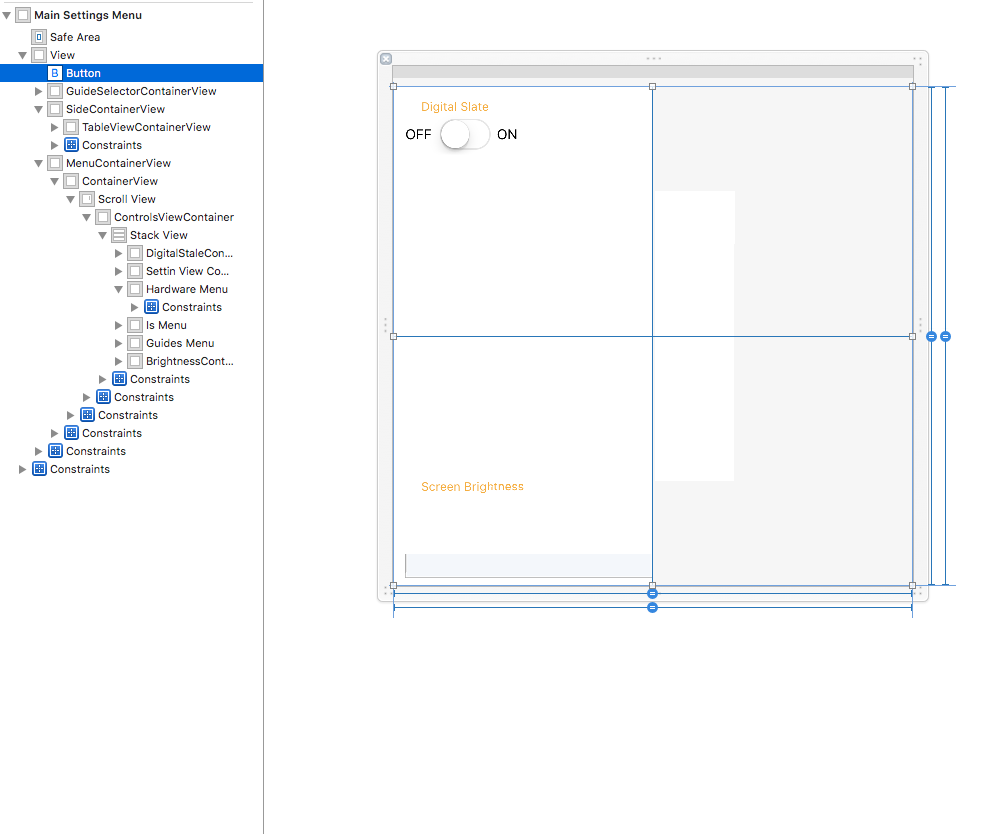 Main Settings Menu
Safe Area
View
B Button
GuideSelectorContainerView
SideContainerView
TableViewContainerView
Constraints
MenuContainerView
ContainerView
Scroll View
ControlsViewContainer
Stack View
DigitalStaleCon...
Settin View Co...
Hardware Menu
Constraints
Is Menu
Guides Menu
BrightnessCont...
Constraints
Constraints
Constraints
Constraints
Constraints
Constraints
Digital Slate
OFF ON
Screen Brightness